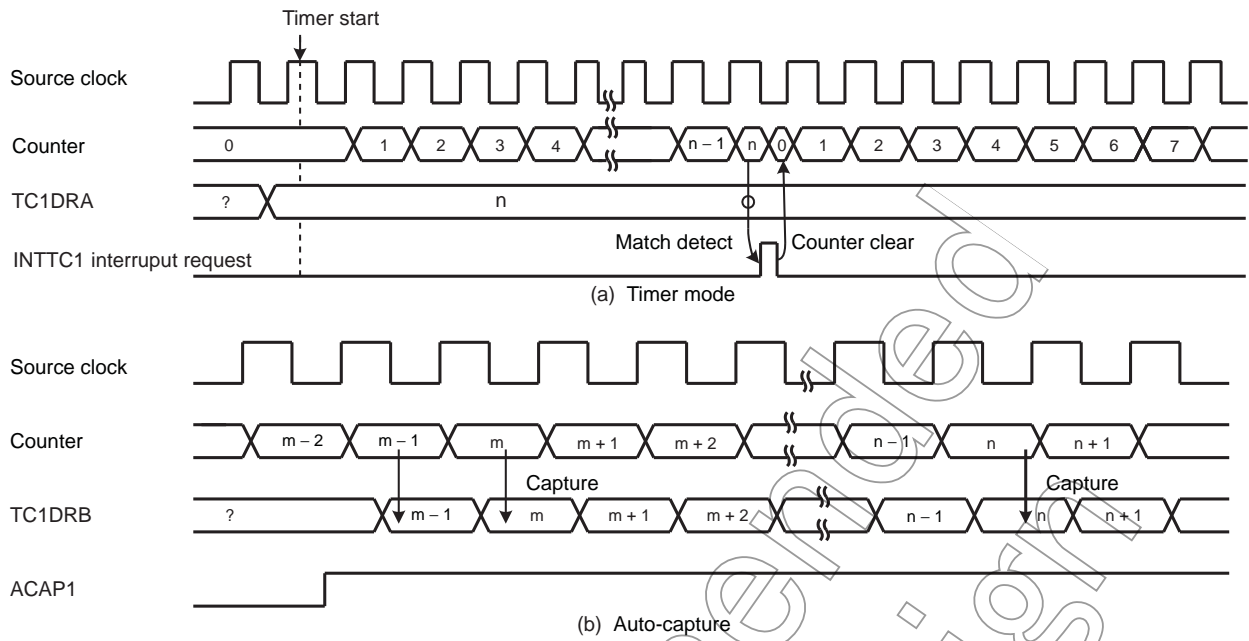 Timer start
Source clock
Counter 0 1 2 3 4 n – 1 n 0 1 2 3 4 5 6 7
TC1DRA ? n
Match detect Counter clear
INTTC1 interruput request
(a) Timer mode
Source clock
Counter m – 2 m – 1 m m + 1 m + 2 n – 1 n n + 1
Capture Capture
TC1DRB ? m – 1 m m + 1 m + 2 n – 1 n n + 1
ACAP1
(b) Auto-capture